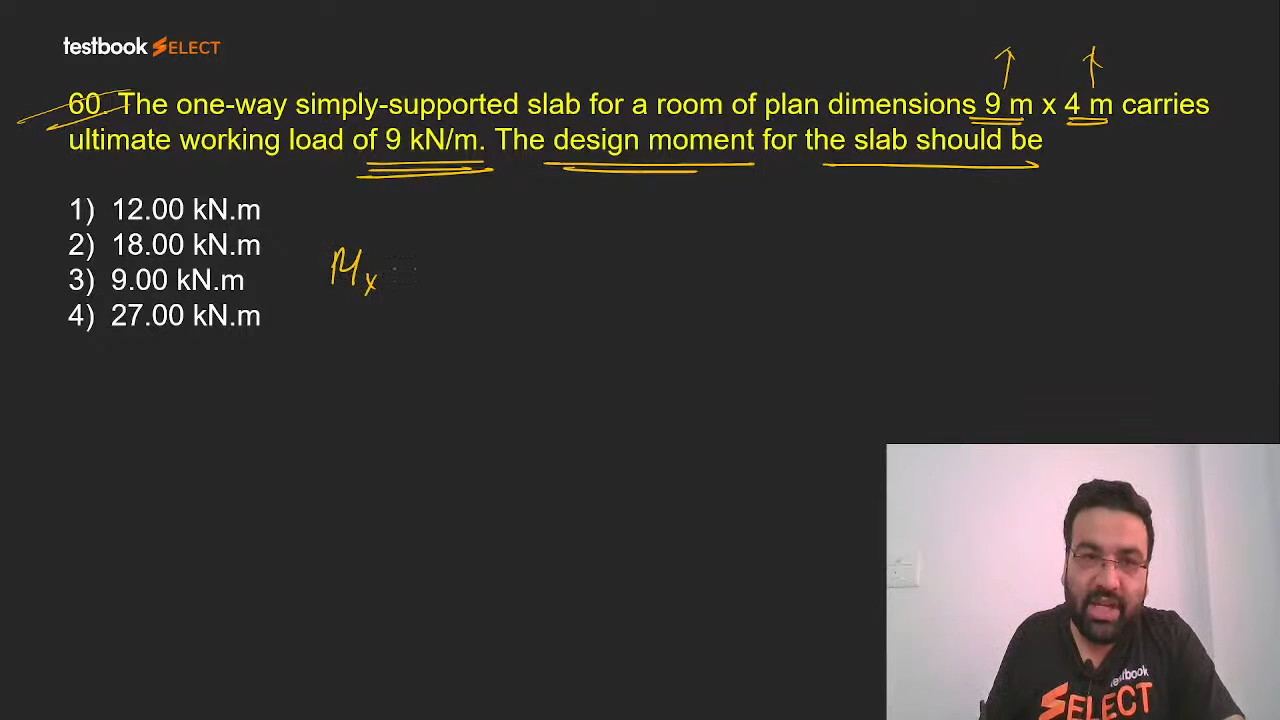 testbook SELECT
60. The one-way simply-supported slab for a room of plan dimensions 9 m x 4 m carries
ultimate working load of 9 kN/m. The design moment for the slab should be
1) 12.00 kN.m
2) 18.00 kN.m
3) 9.00 kN.m
4) 27.00 kN.m
Mx
testbook
SELECT